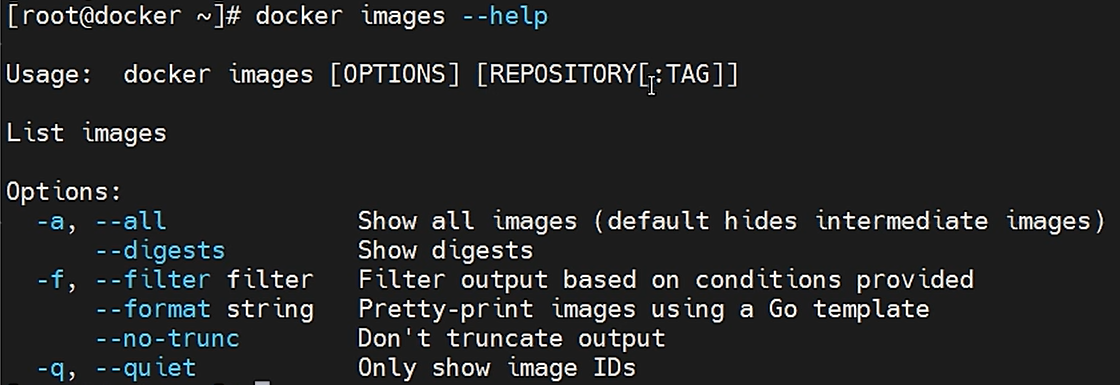 [root@docker ~]# docker images --help
Usage:  docker images [OPTIONS] [REPOSITORY[:TAG]]
List images
Options:
  -a, --all             Show all images (default hides intermediate images)
      --digests         Show digests
  -f, --filter filter   Filter output based on conditions provided
      --format string   Pretty-print images using a Go template
      --no-trunc        Don't truncate output
  -q, --quiet           Only show image IDs